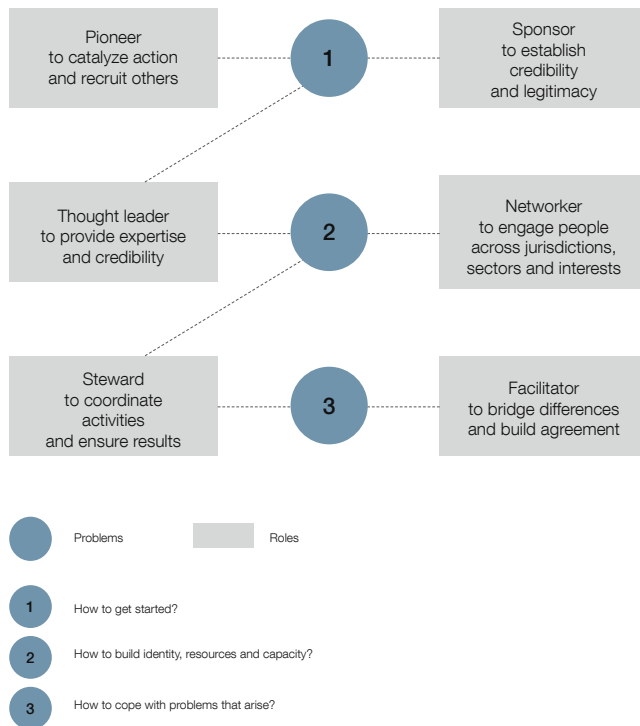 Pioneer
to catalyze action
and recruit others
1
Sponsor
to establish
credibility
and legitimacy
Thought leader
to provide expertise
and credibility
2
Networker
to engage people
across jurisdictions,
sectors and interests
Steward
to coordinate
activities
and ensure results
3
Facilitator
to bridge differences
and build agreement
Problems
Roles
1
How to get started?
2
How to build identity, resources and capacity?
3
How to cope with problems that arise?